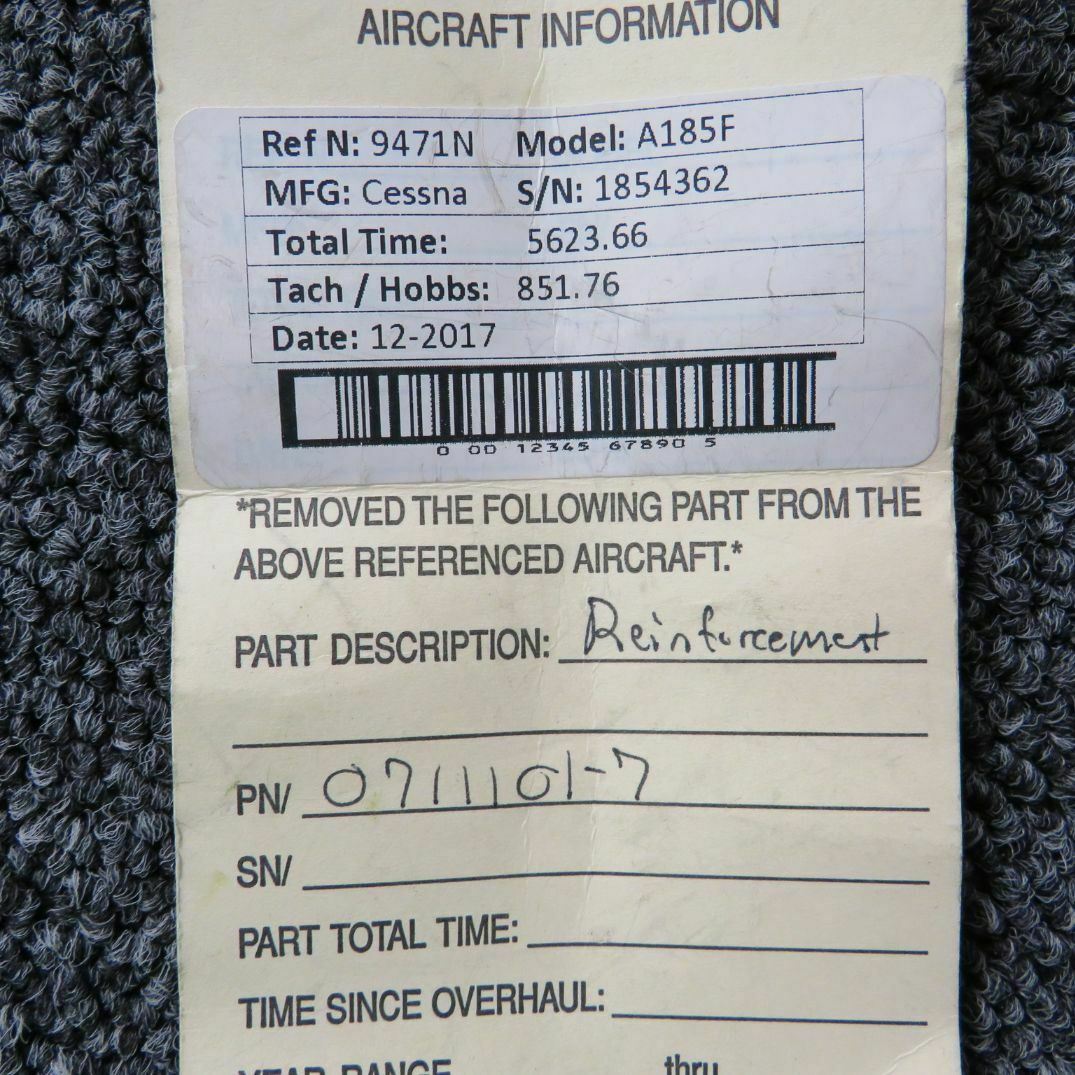 AIRCRAFT INFORMATION
Ref N: 9471N Model: A185F
MFG: Cessna S/N: 1854362
Total Time: 5623.66
Tach / Hobbs: 851.76
Date: 12-2017
0 00 12345 67890 5
*REMOVED THE FOLLOWING PART FROM THE
ABOVE REFERENCED AIRCRAFT.*
PART DESCRIPTION: Reinforcement
PN/ 0711101-7
SN/
PART TOTAL TIME:
TIME SINCE OVERHAUL:
YEAR RANGE thru